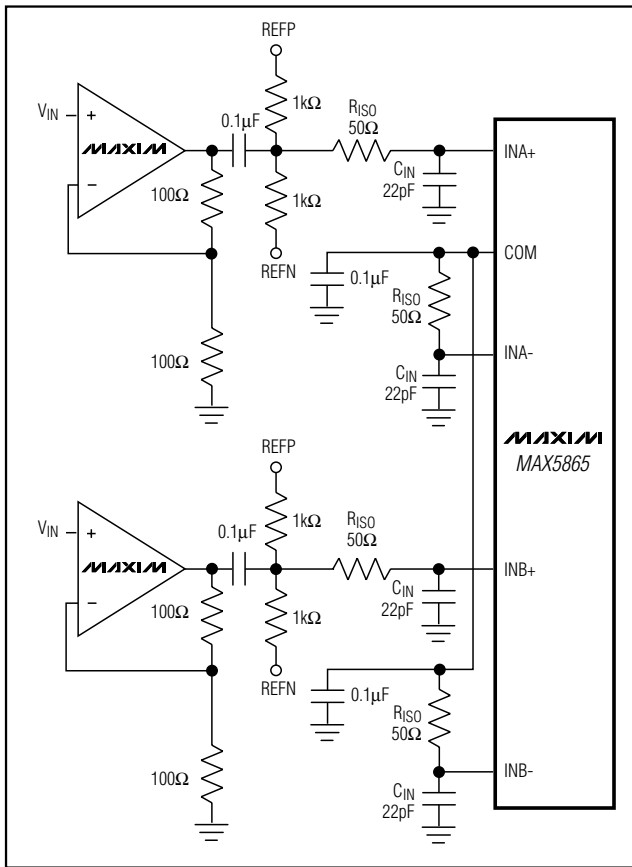 REFP
V_IN
+
−
MAXIM
0.1µF
1kΩ
R_ISO
50Ω
INA+
100Ω
1kΩ
C_IN
22pF
REFN
COM
0.1µF
R_ISO
50Ω
100Ω
INA-
C_IN
22pF
MAXIM
MAX5865
REFP
V_IN
+
−
MAXIM
0.1µF
1kΩ
R_ISO
50Ω
INB+
100Ω
1kΩ
C_IN
22pF
REFN
0.1µF
R_ISO
50Ω
100Ω
INB-
C_IN
22pF